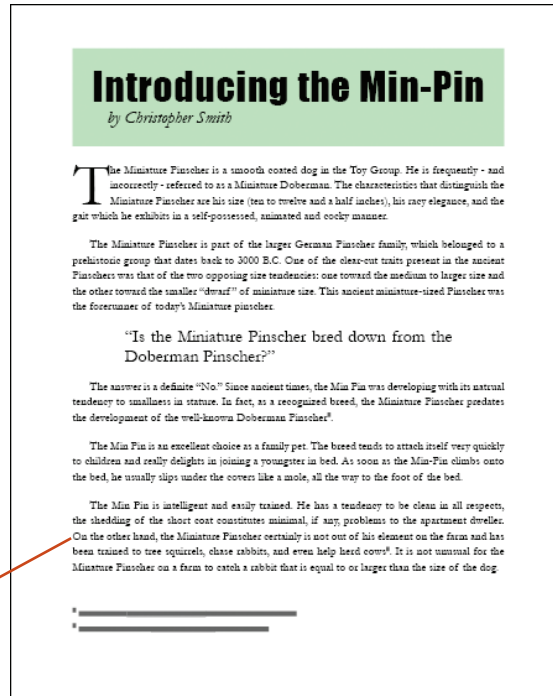 Introducing the Min-Pin
by Christopher Smith
The Miniature Pinscher is a smooth coated dog in the Toy Group. He is frequently - and
incorrectly - referred to as a Miniature Doberman. The characteristics that distinguish the
Miniature Pinscher are his size (ten to twelve and a half inches), his racy elegance, and the
gait which he exhibits in a self-possessed, animated and cocky manner.
The Miniature Pinscher is part of the larger German Pinscher family, which belonged to a
prehistoric group that dates back to 3000 B.C. One of the clear-cut traits present in the ancient
Pinschers was that of the two opposing size tendencies: one toward the medium to larger size and
the other toward the smaller “dwarf” of miniature size. This ancient miniature-sized Pinscher was
the forerunner of today’s Miniature pinscher.
“Is the Miniature Pinscher bred down from the
Doberman Pinscher?”
The answer is a definite “No.” Since ancient times, the Min Pin was developing with its natrual
tendency to smallness in stature. In fact, as a recognized breed, the Miniature Pinscher predates
the development of the well-known Doberman Pinscher.
The Min Pin is an excellent choice as a family pet. The breed tends to attach itself very quickly
to children and really delights in joining a youngster in bed. As soon as the Min-Pin climbs onto
the bed, he usually slips under the covers like a mole, all the way to the foot of the bed.
The Min Pin is intelligent and easily trained. He has a tendency to be clean in all respects,
the shedding of the short coat constitutes minimal, if any, problems to the apartment dweller.
On the other hand, the Miniature Pinscher certainly is not out of his element on the farm and has
been trained to tree squirrels, chase rabbits, and even help herd cows. It is not unusual for the
Minature Pinscher on a farm to catch a rabbit that is equal to or larger than the size of the dog.